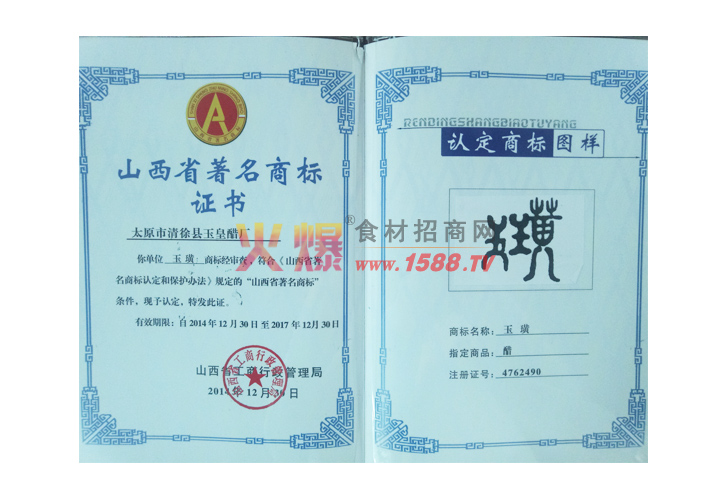 山西省著名商标
证书
太原市清徐县玉皇醋厂
你单位 玉璜 商标经审查，符合《山西省著
名商标认定和保护办法》规定的“山西省著名商标”
条件，现予认定，特发此证。
有效期限：自2014年12月30日至2017年12月30日
山西省工商行政管理局
2014年12月30日
RENDINGSHANGBIAOTUYANG
认定商标图样
商标名称：玉璜
指定商品：醋
注册证号：4762490
火爆®食材招商网
www.1588.TV